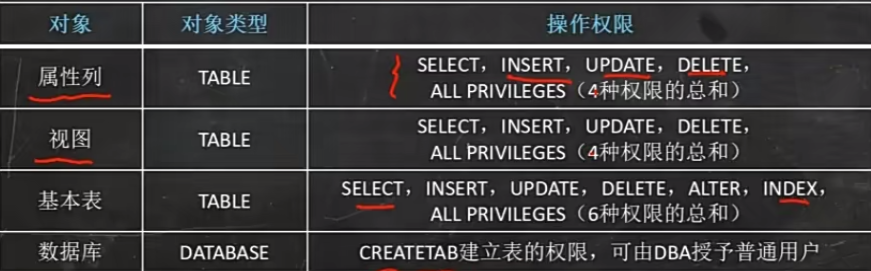 对象 对象类型 操作权限
属性列 TABLE SELECT，INSERT，UPDATE，DELETE，
ALL PRIVILEGES（4种权限的总和）
视图 TABLE SELECT，INSERT，UPDATE，DELETE，
ALL PRIVILEGES（4种权限的总和）
基本表 TABLE SELECT，INSERT，UPDATE，DELETE，ALTER，INDEX，
ALL PRIVILEGES（6种权限的总和）
数据库 DATABASE CREATETAB建立表的权限，可由DBA授予普通用户